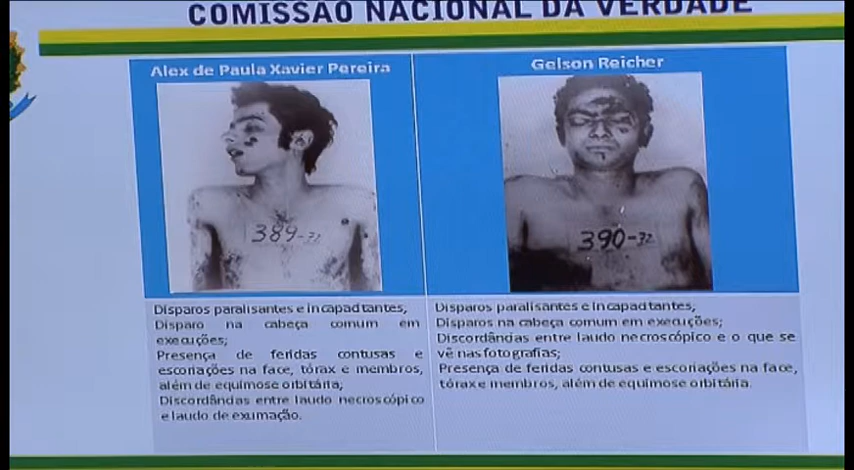 COMISSÃO NACIONAL DA VERDADE
Alex de Paula Xavier Pereira
389-72
Disparos paralisantes e incapacitantes,
Disparo na cabeça comum em
execuções;
Presença de feridas contusas e
escoriações na face, tórax e membros,
além de equimose orbitária;
Discordâncias entre laudo necroscópico
e laudo de exumação.
Gelson Reicher
390-72
Disparos paralisantes e incapacitantes;
Disparos na cabeça comum em execuções;
Discordâncias entre laudo necroscópico e o que se
vê nas fotografias;
Presença de feridas contusas e escoriações na face,
tórax e membros, além de equimose orbitária.